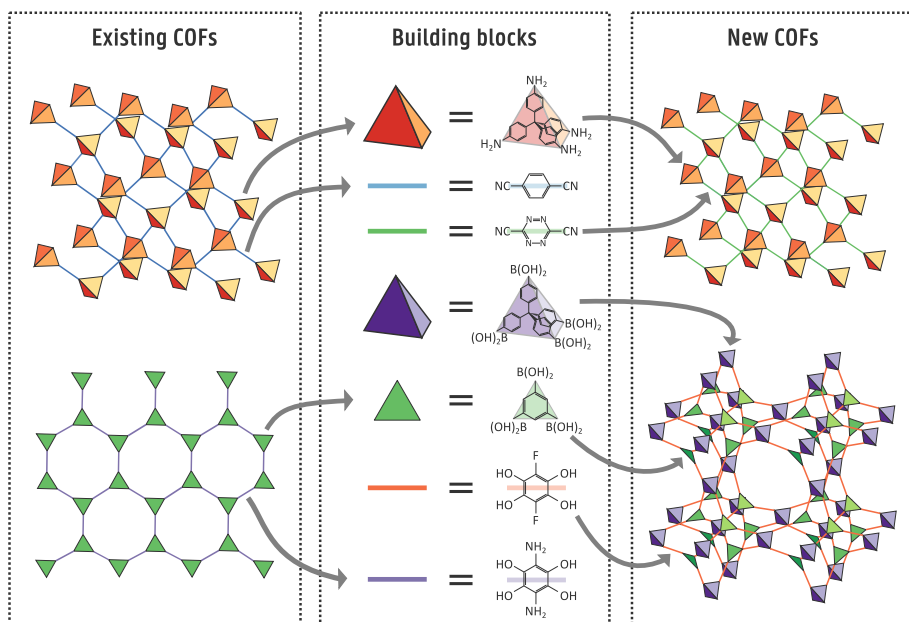 Existing COFs
Building blocks
New COFs
=
NH2
H2N
NH2
NH2
=
NC
CN
=
N=N
NC
CN
N=N
=
B(OH)2
B(OH)2
(OH)2B
B(OH)2
=
B(OH)2
(OH)2B
B(OH)2
=
F
HO
OH
HO
OH
F
=
NH2
HO
OH
HO
OH
NH2